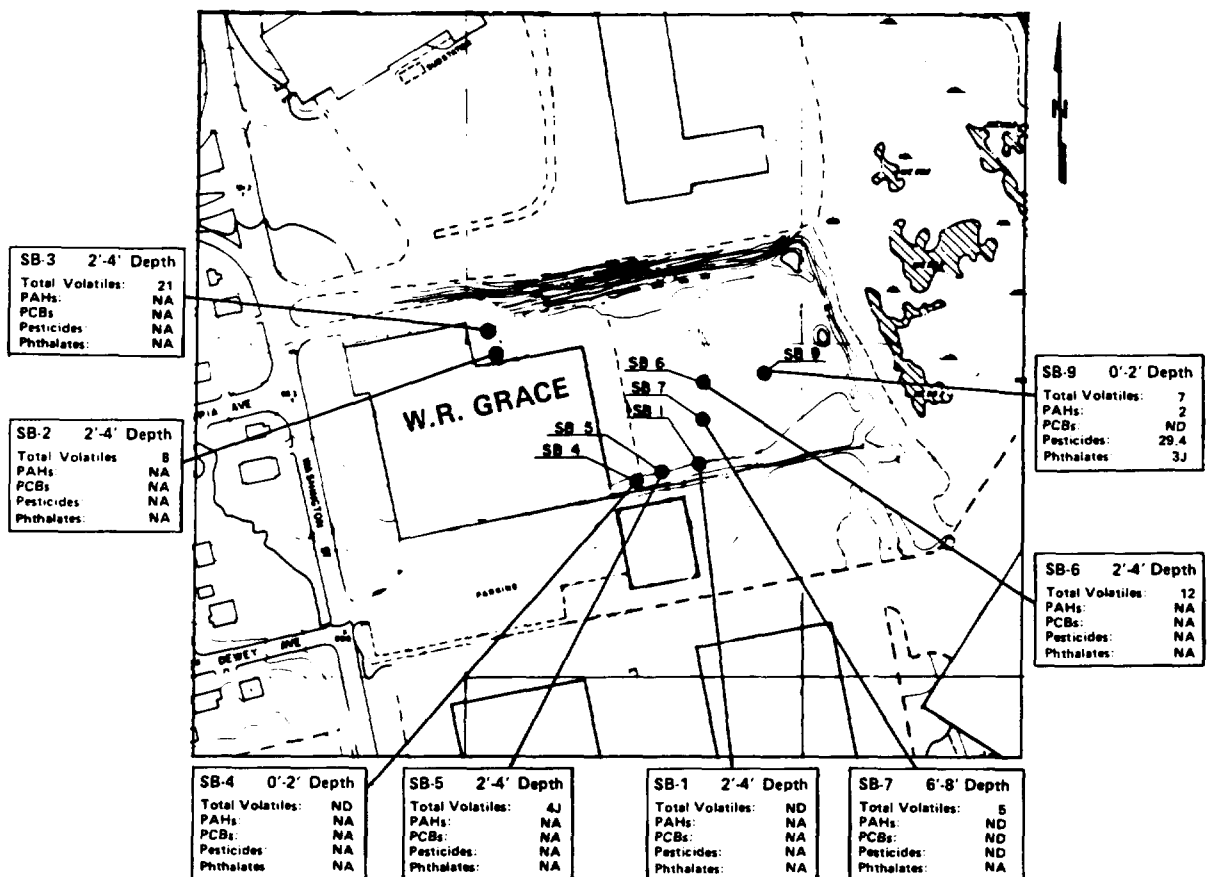 SUBSTATION
N
SB-3 2'-4' Depth
Total Volatiles: 21
PAHs: NA
PCBs NA
Pesticides: NA
Phthalates: NA
SB-2 2'-4' Depth
Total Volatiles 8
PAHs: NA
PCBs NA
Pesticides NA
Phthalates: NA
SB-9 0'-2' Depth
Total Volatiles: 7
PAHs: 2
PCBs: ND
Pesticides: 29.4
Phthalates 3J
SB-6 2'-4' Depth
Total Volatiles: 12
PAHs: NA
PCBs: NA
Pesticides: NA
Phthalates: NA
W.R. GRACE
SB 9
SB 6
SB 7
SB 1
SB 5
SB 4
AVE
WASHINGTON ST
PARKING
DEWEY AVE
SB-4 0'-2' Depth
Total Volatiles: ND
PAHs: NA
PCBs: NA
Pesticides: NA
Phthalates NA
SB-5 2'-4' Depth
Total Volatiles: 4J
PAHs: NA
PCBs: NA
Pesticides: NA
Phthalates: NA
SB-1 2'-4' Depth
Total Volatiles: ND
PAHs: NA
PCBs: NA
Pesticides: NA
Phthalates: NA
SB-7 6'-8' Depth
Total Volatiles: 5
PAHs: ND
PCBs: ND
Pesticides: ND
Phthalates: ND